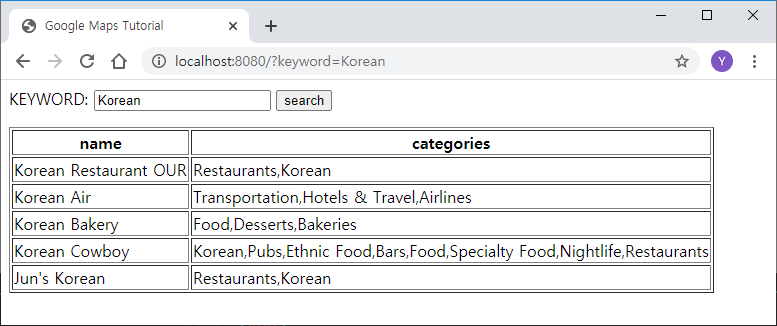 Google Maps Tutorial
localhost:8080/?keyword=Korean
Y
KEYWORD: Korean search
name categories
Korean Restaurant OUR Restaurants,Korean
Korean Air Transportation,Hotels & Travel,Airlines
Korean Bakery Food,Desserts,Bakeries
Korean Cowboy Korean,Pubs,Ethnic Food,Bars,Food,Specialty Food,Nightlife,Restaurants
Jun's Korean Restaurants,Korean